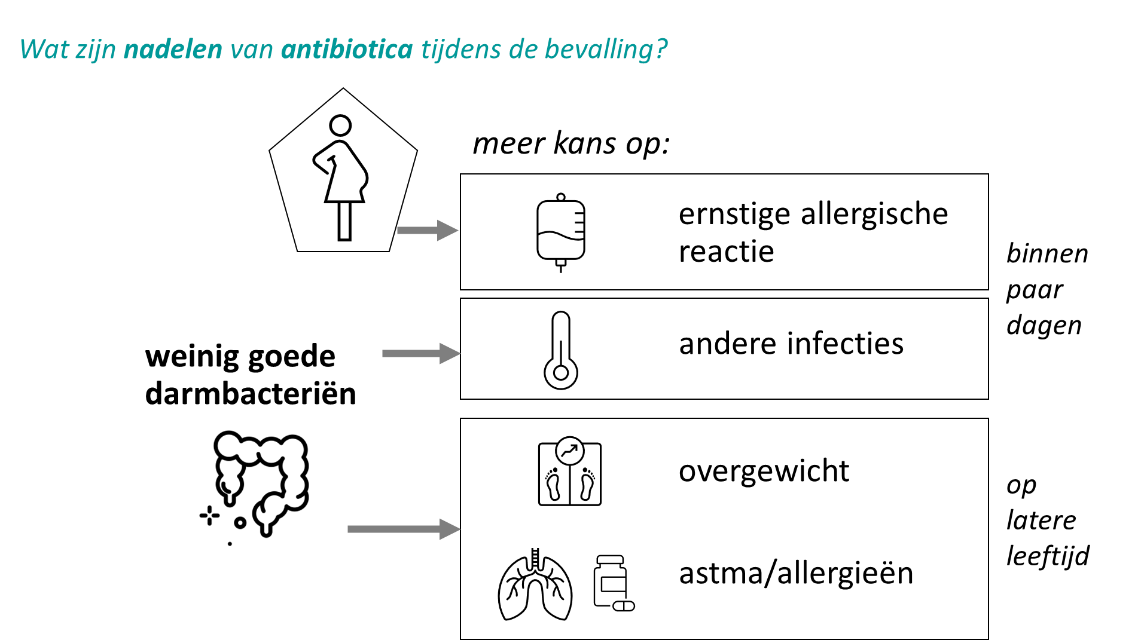 Wat zijn nadelen van antibiotica tijdens de bevalling?
meer kans op:
ernstige allergische
reactie
binnen
paar
dagen
andere infecties
weinig goede
darmbacteriën
overgewicht
op
latere
leeftijd
astma/allergieën